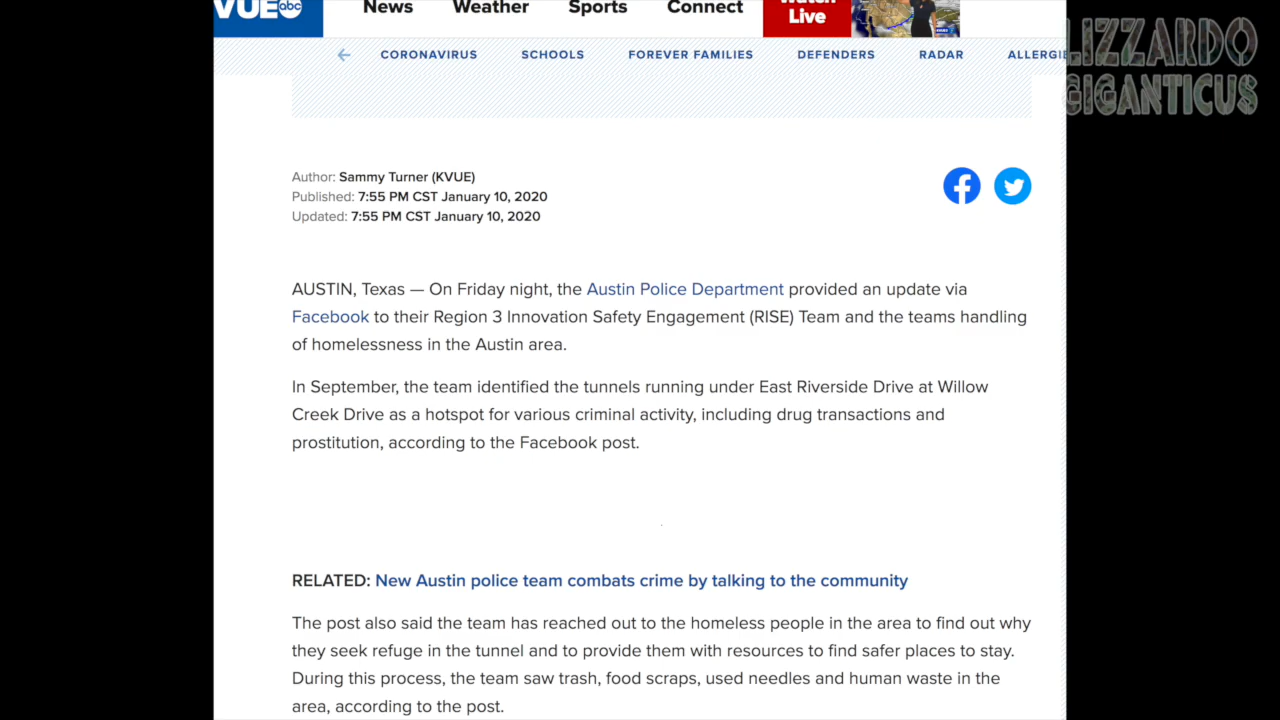 VUE abc
News Weather Sports Connect Watch Live
CORONAVIRUS SCHOOLS FOREVER FAMILIES DEFENDERS RADAR ALLERGIE
LIZZARDO
GIGANTICUS
Author: Sammy Turner (KVUE)
Published: 7:55 PM CST January 10, 2020
Updated: 7:55 PM CST January 10, 2020
AUSTIN, Texas — On Friday night, the Austin Police Department provided an update via
Facebook to their Region 3 Innovation Safety Engagement (RISE) Team and the teams handling
of homelessness in the Austin area.
In September, the team identified the tunnels running under East Riverside Drive at Willow
Creek Drive as a hotspot for various criminal activity, including drug transactions and
prostitution, according to the Facebook post.
RELATED: New Austin police team combats crime by talking to the community
The post also said the team has reached out to the homeless people in the area to find out why
they seek refuge in the tunnel and to provide them with resources to find safer places to stay.
During this process, the team saw trash, food scraps, used needles and human waste in the
area, according to the post.